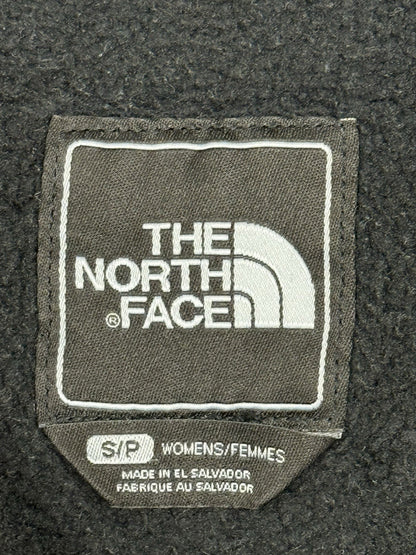 THE
NORTH
®FACE
S/P WOMENS/FEMMES
MADE IN EL SALVADOR
FABRIQUE AU SALVADOR